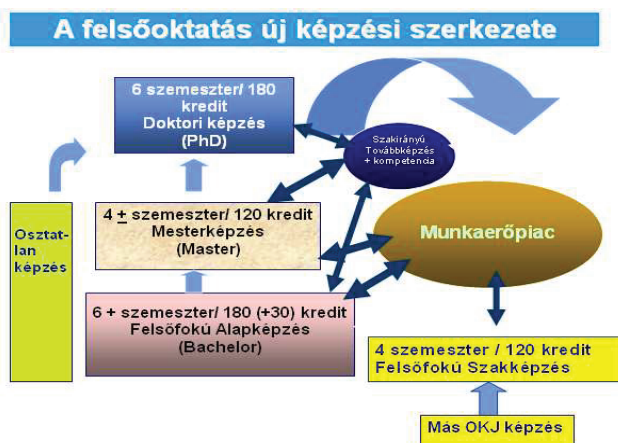 A felsőoktatás új képzési szerkezete
6 szemeszter/ 180
kredit
Doktori képzés
(PhD)
Szakirányú
Továbbképzés
+ kompetencia
Osztat-
lan
képzés
4 + szemeszter/ 120 kredit
Mesterképzés
(Master)
Munkaerőpiac
6 + szemeszter/ 180 (+30) kredit
Felsőfokú Alapképzés
(Bachelor)
4 szemeszter / 120 kredit
Felsőfokú Szakképzés
Más OKJ képzés